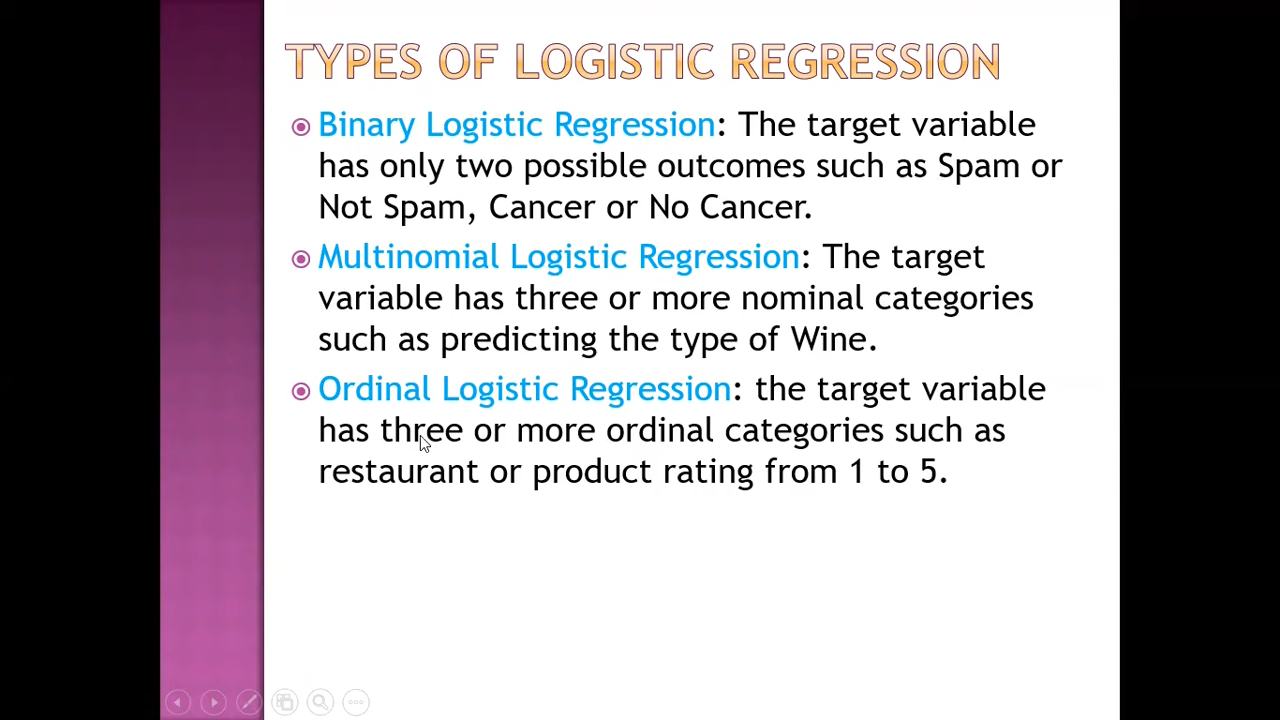 TYPES OF LOGISTIC REGRESSION
Binary Logistic Regression: The target variable
has only two possible outcomes such as Spam or
Not Spam, Cancer or No Cancer.
Multinomial Logistic Regression: The target
variable has three or more nominal categories
such as predicting the type of Wine.
Ordinal Logistic Regression: the target variable
has three or more ordinal categories such as
restaurant or product rating from 1 to 5.